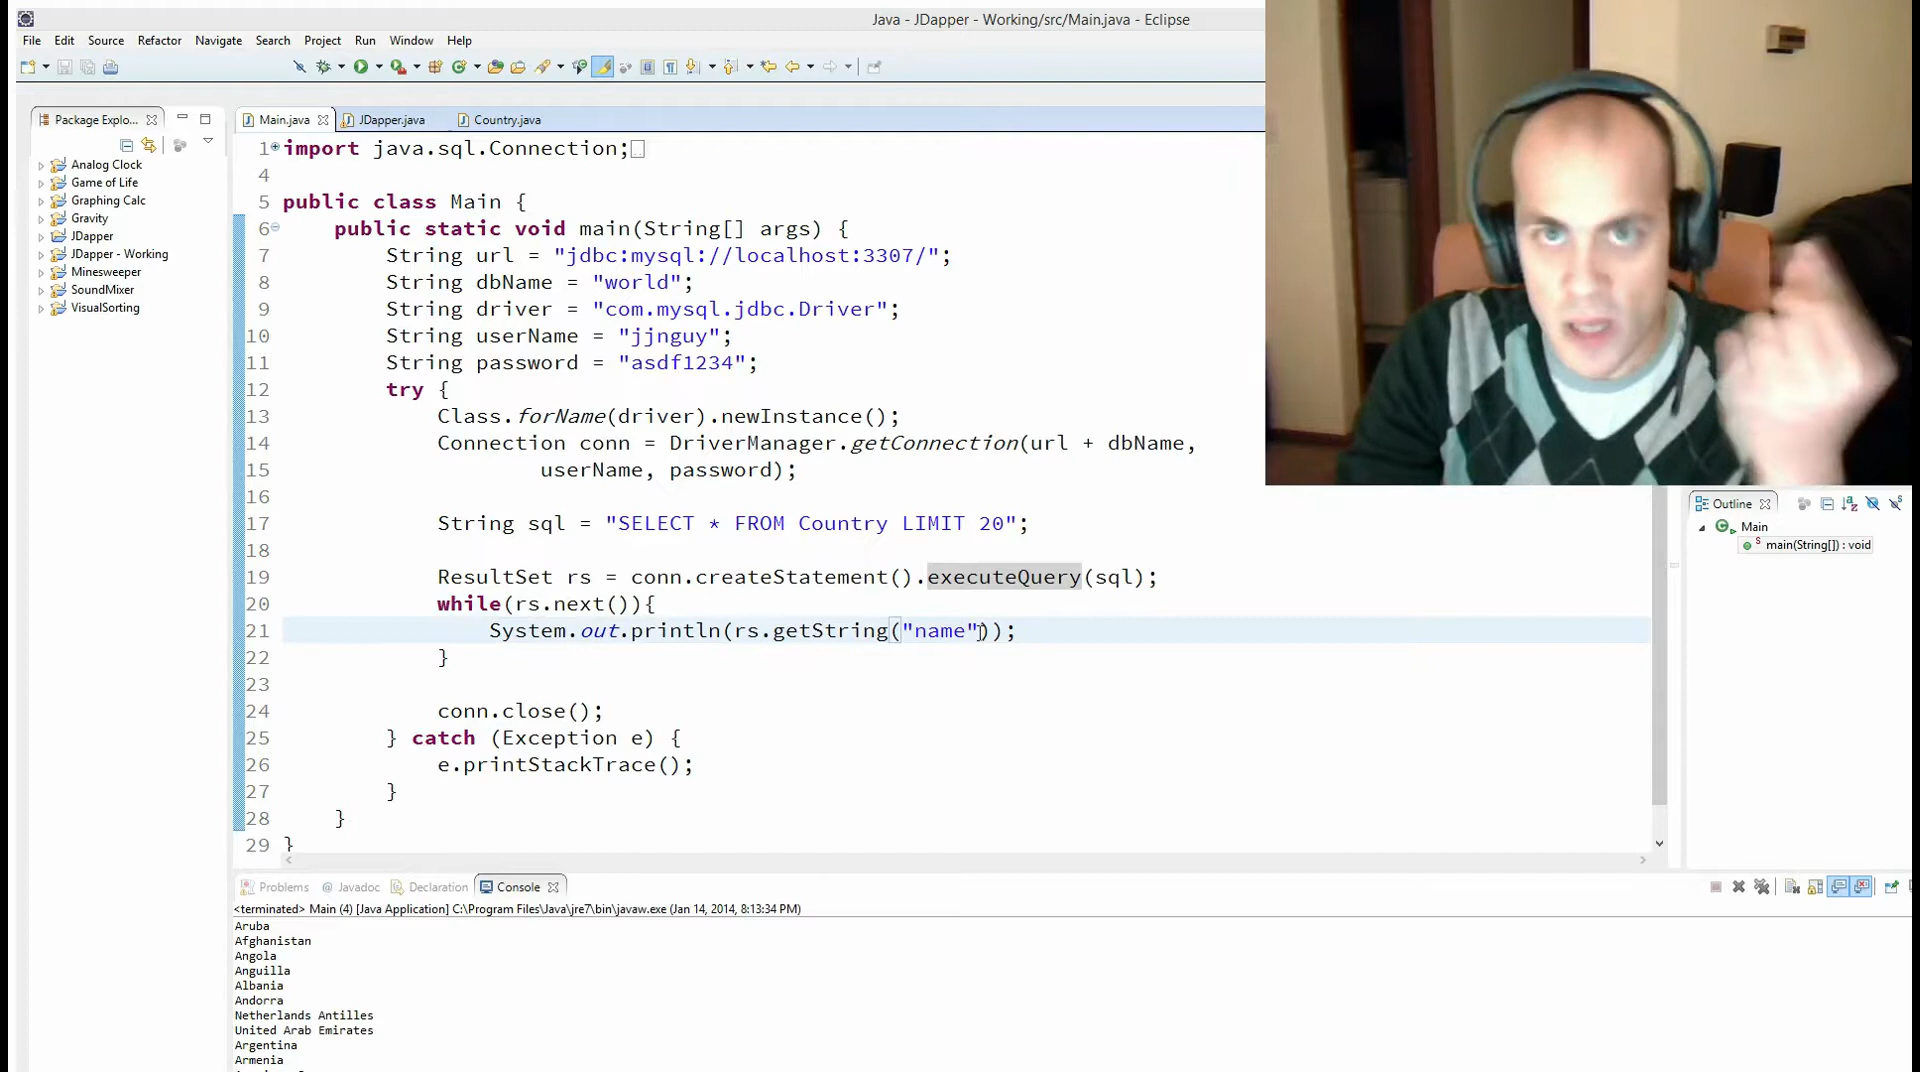 Java - JDapper - Working/src/Main.java - Eclipse
File Edit Source Refactor Navigate Search Project Run Window Help
Package Explo...
Main.java JDapper.java Country.java
Analog Clock
Game of Life
Graphing Calc
Gravity
JDapper
JDapper - Working
Minesweeper
SoundMixer
VisualSorting
1 import java.sql.Connection;
4
5 public class Main {
6 public static void main(String[] args) {
7 String url = "jdbc:mysql://localhost:3307/";
8 String dbName = "world";
9 String driver = "com.mysql.jdbc.Driver";
10 String userName = "jjnguy";
11 String password = "asdf1234";
12 try {
13 Class.forName(driver).newInstance();
14 Connection conn = DriverManager.getConnection(url + dbName,
15 userName, password);
16
17 String sql = "SELECT * FROM Country LIMIT 20";
18
19 ResultSet rs = conn.createStatement().executeQuery(sql);
20 while(rs.next()){
21 System.out.println(rs.getString("name"));
22 }
23
24 conn.close();
25 } catch (Exception e) {
26 e.printStackTrace();
27 }
28 }
29 }
Outline
Main
main(String[]) : void
Problems @ Javadoc Declaration Console
<terminated> Main (4) [Java Application] C:\Program Files\Java\jre7\bin\javaw.exe (Jan 14, 2014, 8:13:34 PM)
Aruba
Afghanistan
Angola
Anguilla
Albania
Andorra
Netherlands Antilles
United Arab Emirates
Argentina
Armenia